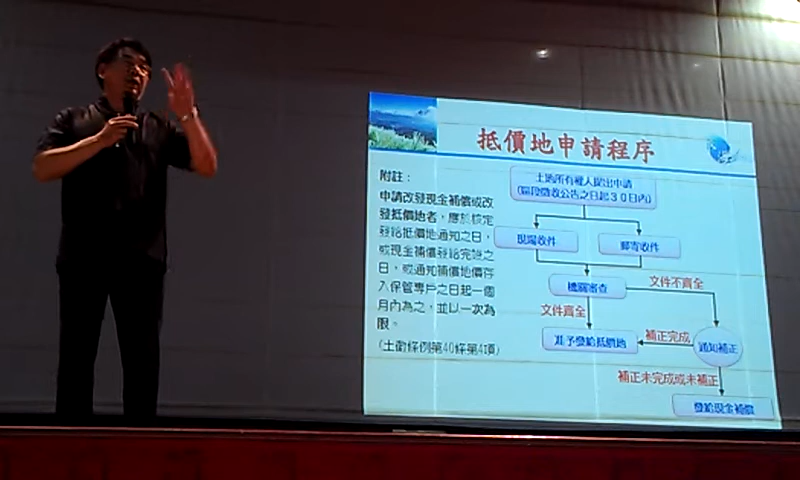 抵價地申請程序
附註：
申請改發現金補償或改
發抵價地者，應於核定
發給抵價地通知之日，
或現金補償發給完竣之
日，或通知補償地價存
入保管專戶之日起一個
月內為之，並以一次為
限。
(土徵條例第40條第4項)
土地所有權人提出申請
(區段徵收公告之日起30日內)
現場收件
郵寄收件
機關審查
文件不齊全
文件齊全
准予發給抵價地
補正完成
通知補正
補正未完成或未補正
發給現金補償